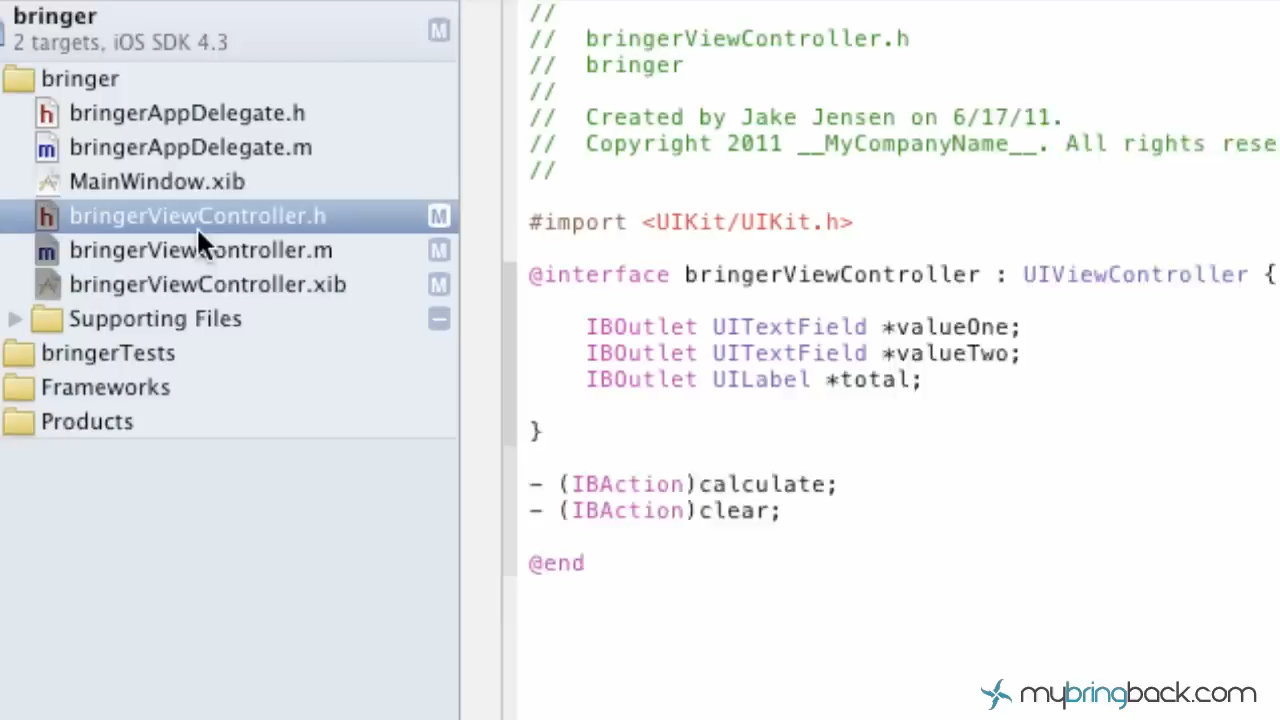 bringer
2 targets, iOS SDK 4.3
M
bringer
bringerAppDelegate.h
bringerAppDelegate.m
MainWindow.xib
bringerViewController.h
M
bringerViewController.m
M
bringerViewController.xib
M
Supporting Files
bringerTests
Frameworks
Products
//
// bringerViewController.h
// bringer
//
// Created by Jake Jensen on 6/17/11.
// Copyright 2011 __MyCompanyName__. All rights rese
//
#import <UIKit/UIKit.h>
@interface bringerViewController : UIViewController {
IBOutlet UITextField *valueOne;
IBOutlet UITextField *valueTwo;
IBOutlet UILabel *total;
}
- (IBAction)calculate;
- (IBAction)clear;
@end
mybringback.com